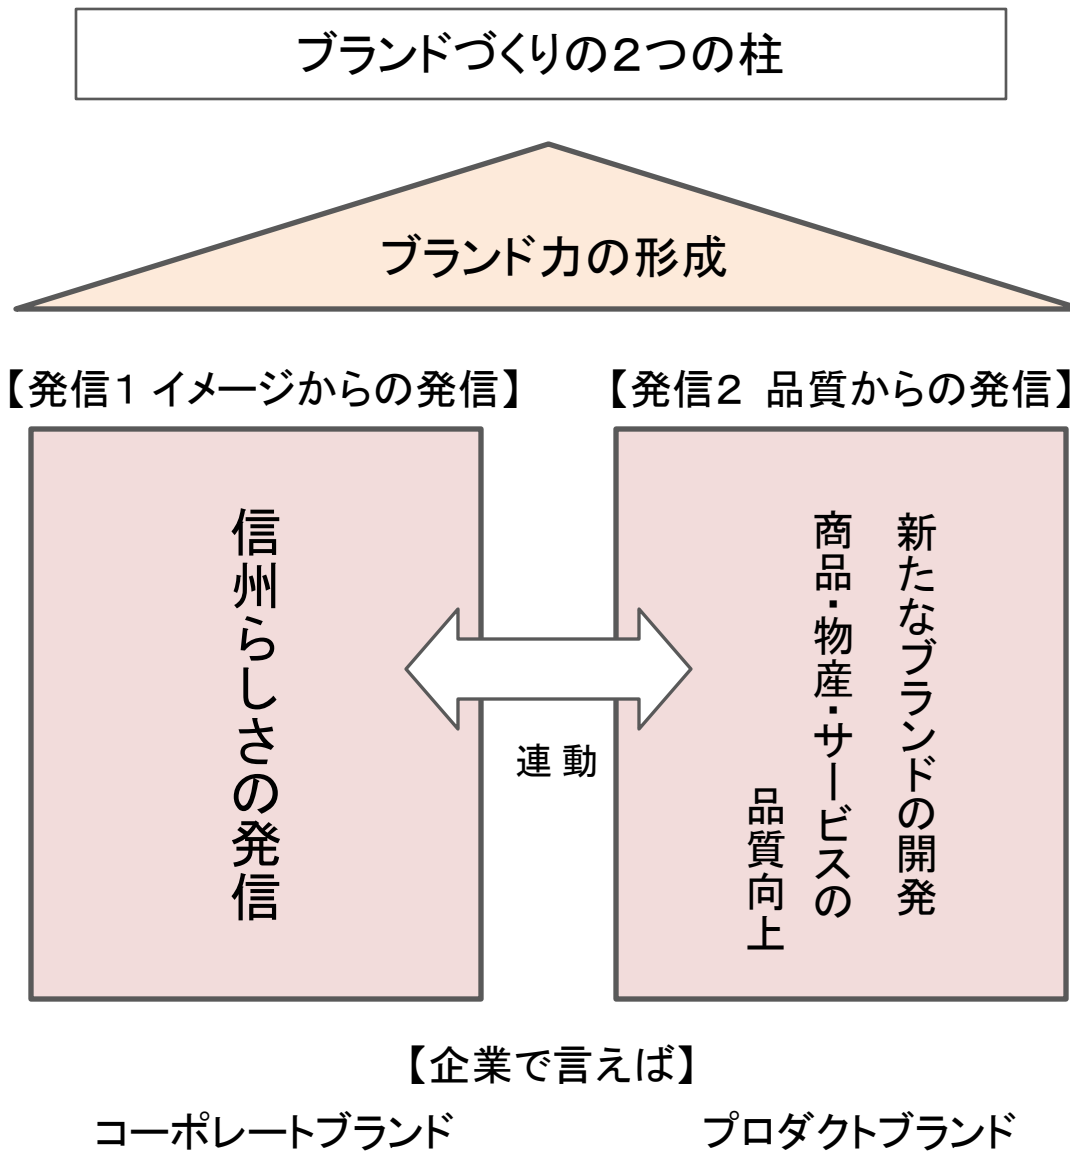 ブランドづくりの２つの柱
ブランド力の形成
【発信１ イメージからの発信】
【発信２ 品質からの発信】
信州らしさの発信
新たなブランドの開発
商品・物産・サービスの
品質向上
連 動
【企業で言えば】
コーポレートブランド
プロダクトブランド